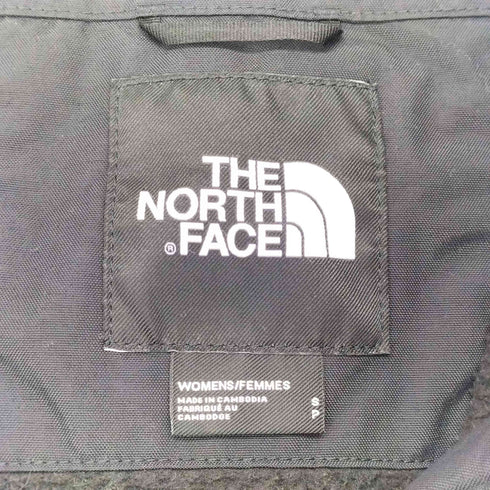 THE
NORTH
FACE
®
WOMENS/FEMMES
MADE IN CAMBODIA
FABRIQUÉ AU
CAMBODGE
S
P